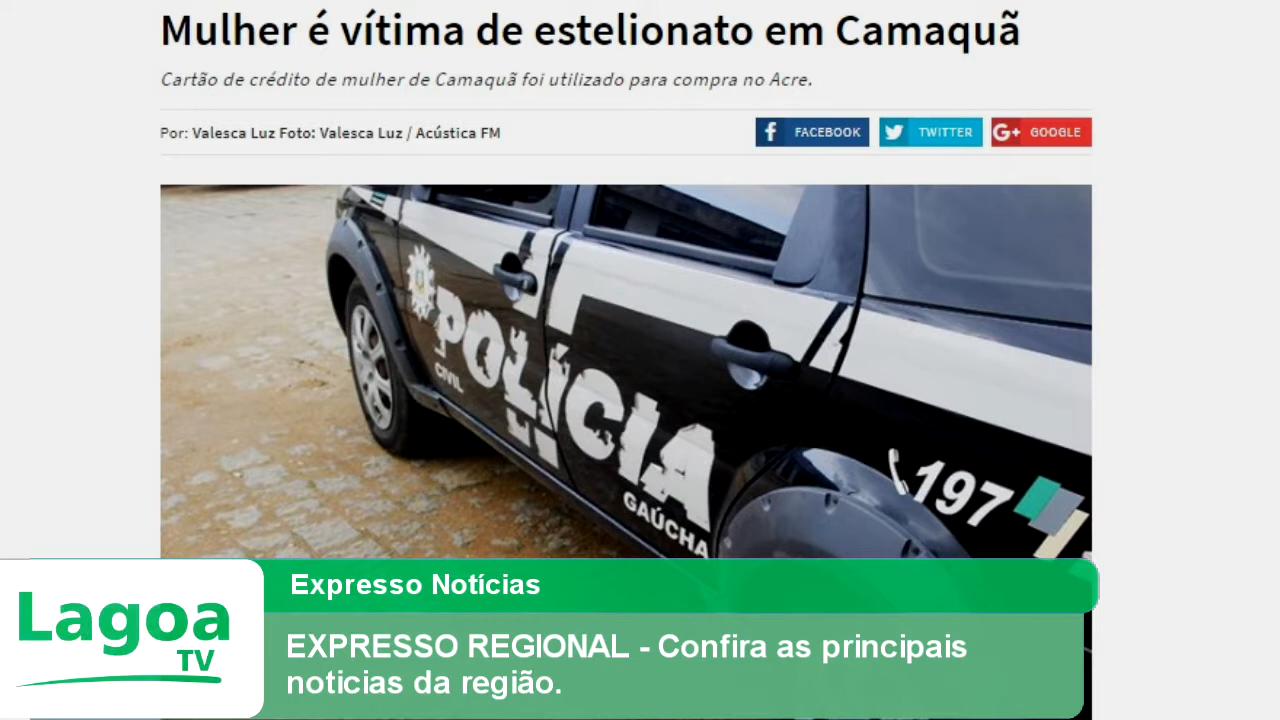 Mulher é vítima de estelionato em Camaquã
Cartão de crédito de mulher de Camaquã foi utilizado para compra no Acre.
Por: Valesca Luz Foto: Valesca Luz / Acústica FM
FACEBOOK
TWITTER
G+ GOOGLE
POLÍCIA
CIVIL
GAÚCHA
197
Lagoa
TV
Expresso Notícias
EXPRESSO REGIONAL - Confira as principais
noticias da região.